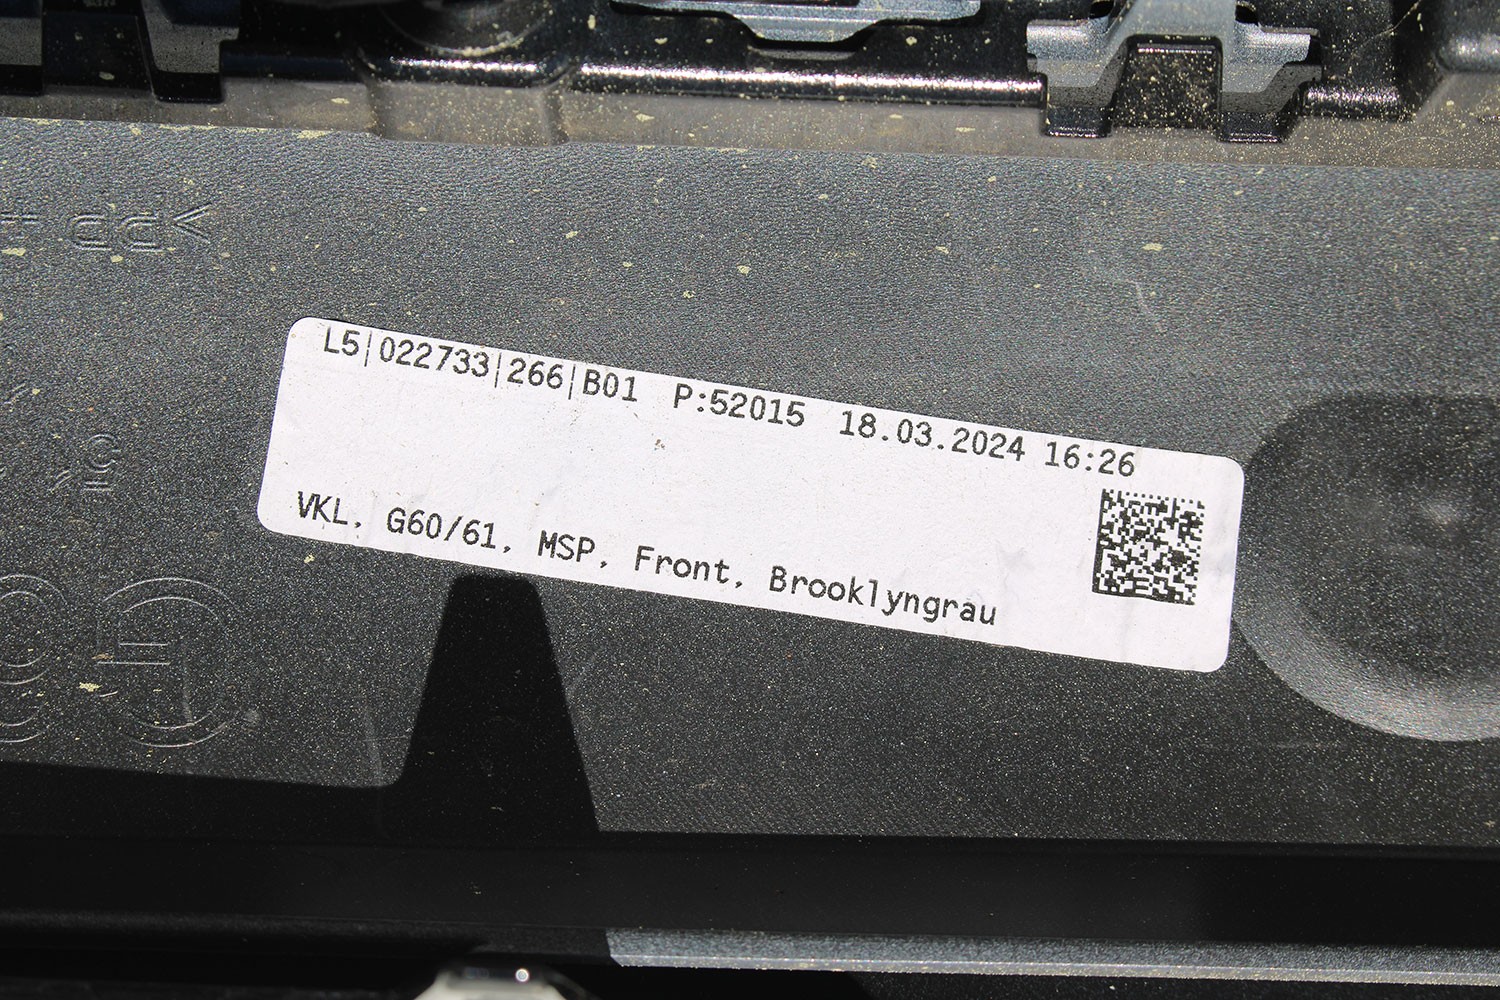 L5|022733|266|B01 P:52015 18.03.2024 16:26
VKL, G60/61, MSP, Front, Brooklyngrau